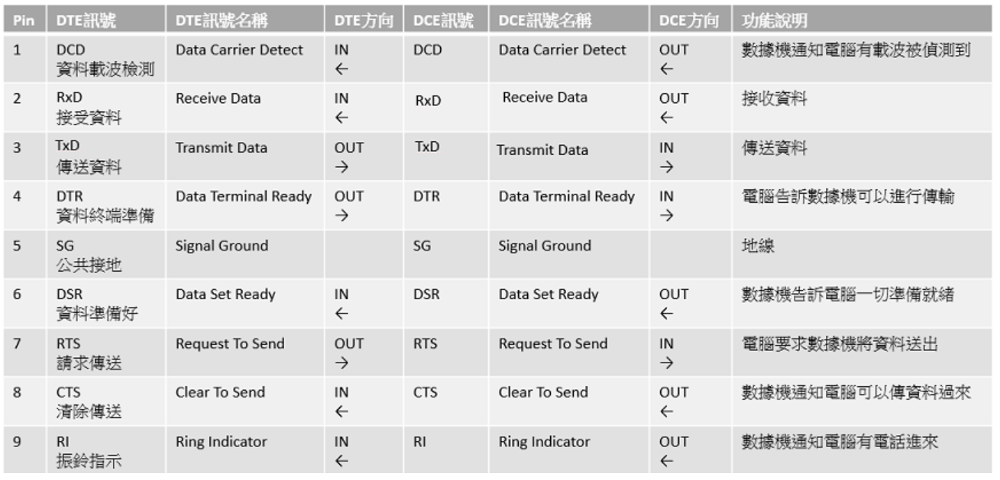 Pin DTE訊號 DTE訊號名稱 DTE方向 DCE訊號 DCE訊號名稱 DCE方向 功能說明
1 DCD Data Carrier Detect IN DCD Data Carrier Detect OUT 數據機通知電腦有載波被偵測到
資料載波檢測 ← ←
2 RxD Receive Data IN RxD Receive Data OUT 接收資料
接受資料 ← ←
3 TxD Transmit Data OUT TxD Transmit Data IN 傳送資料
傳送資料 → →
4 DTR Data Terminal Ready OUT DTR Data Terminal Ready IN 電腦告訴數據機可以進行傳輸
資料終端準備 → →
5 SG Signal Ground SG Signal Ground 地線
公共接地
6 DSR Data Set Ready IN DSR Data Set Ready OUT 數據機告訴電腦一切準備就緒
資料準備好 ← ←
7 RTS Request To Send OUT RTS Request To Send IN 電腦要求數據機將資料送出
請求傳送 → →
8 CTS Clear To Send IN CTS Clear To Send OUT 數據機通知電腦可以傳資料過來
清除傳送 ← ←
9 RI Ring Indicator IN RI Ring Indicator OUT 數據機通知電腦有電話進來
振鈴指示 ← ←